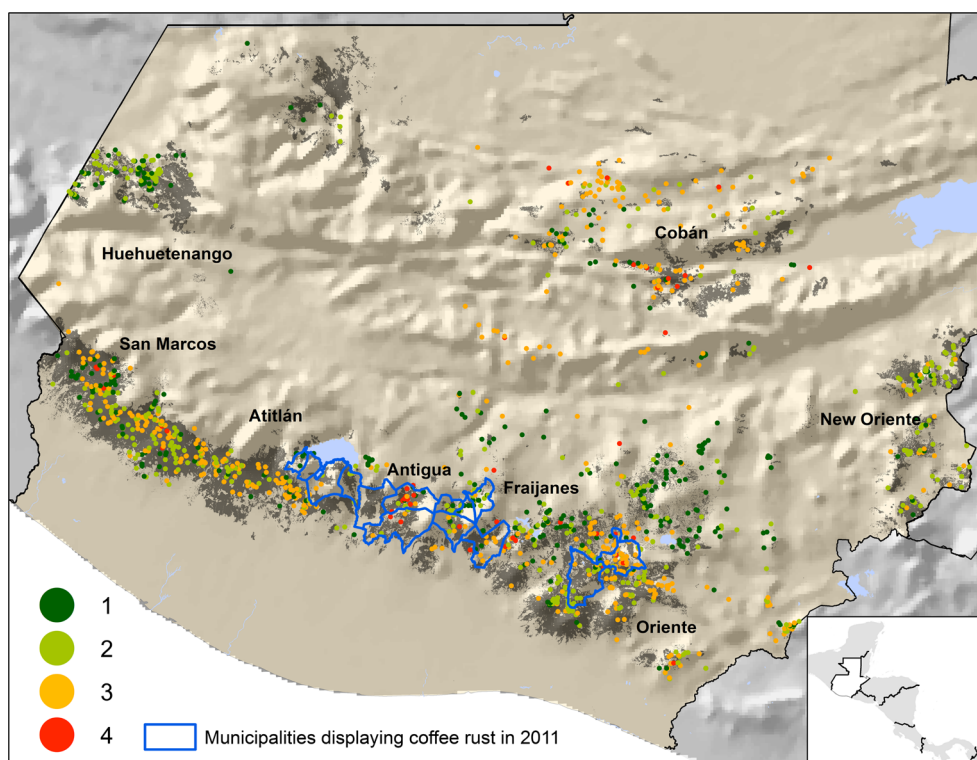 Cobán
Huehuetenango
San Marcos
Atitlán
New Oriente
Antigua
Fraijanes
Oriente
1
2
3
4
Municipalities displaying coffee rust in 2011